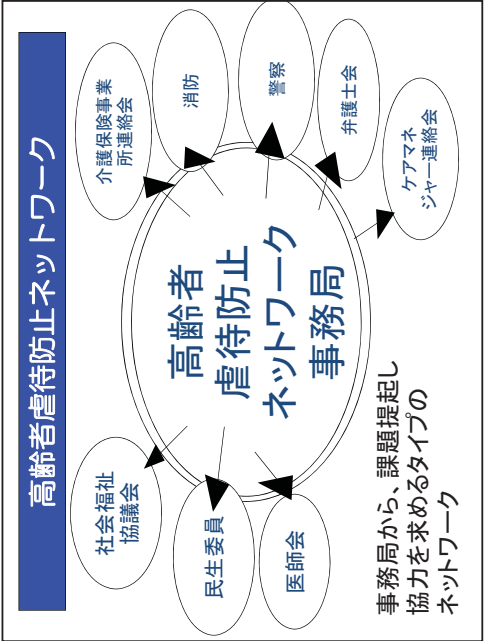 高齢者虐待防止ネットワーク
社会福祉
協議会
民生委員
医師会
高齢者
虐待防止
ネットワーク
事務局
介護保険事業
所連絡会
消防
警察
弁護士会
ケアマネ
ジャー連絡会
事務局から、課題提起し
協力を求めるタイプの
ネットワーク